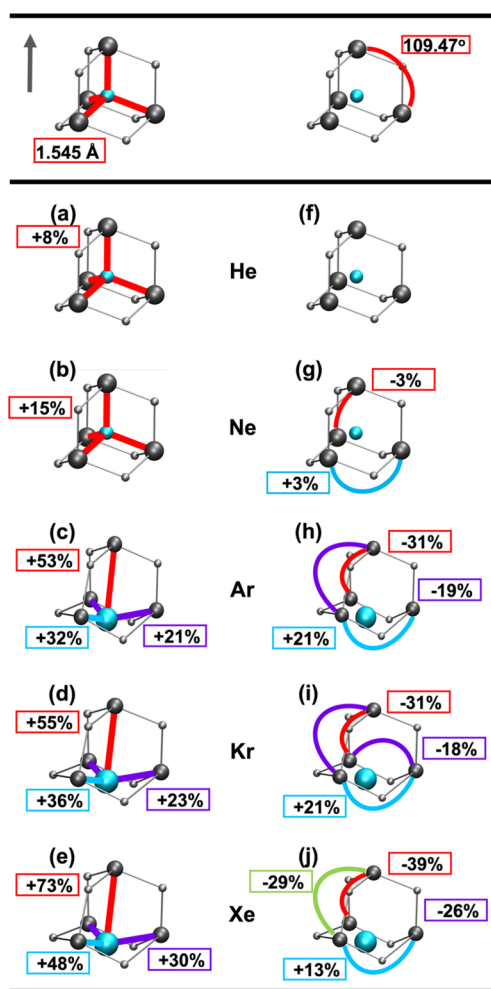 109.47º
1.545 Å
(a)
(f)
+8%
He
(b)
(g)
-3%
+15%
Ne
+3%
(c)
(h)
+53%
-31%
Ar
-19%
+32%
+21%
+21%
(d)
(i)
+55%
-31%
Kr
-18%
+36%
+23%
+21%
(e)
(j)
+73%
-29%
-39%
Xe
-26%
+48%
+30%
+13%